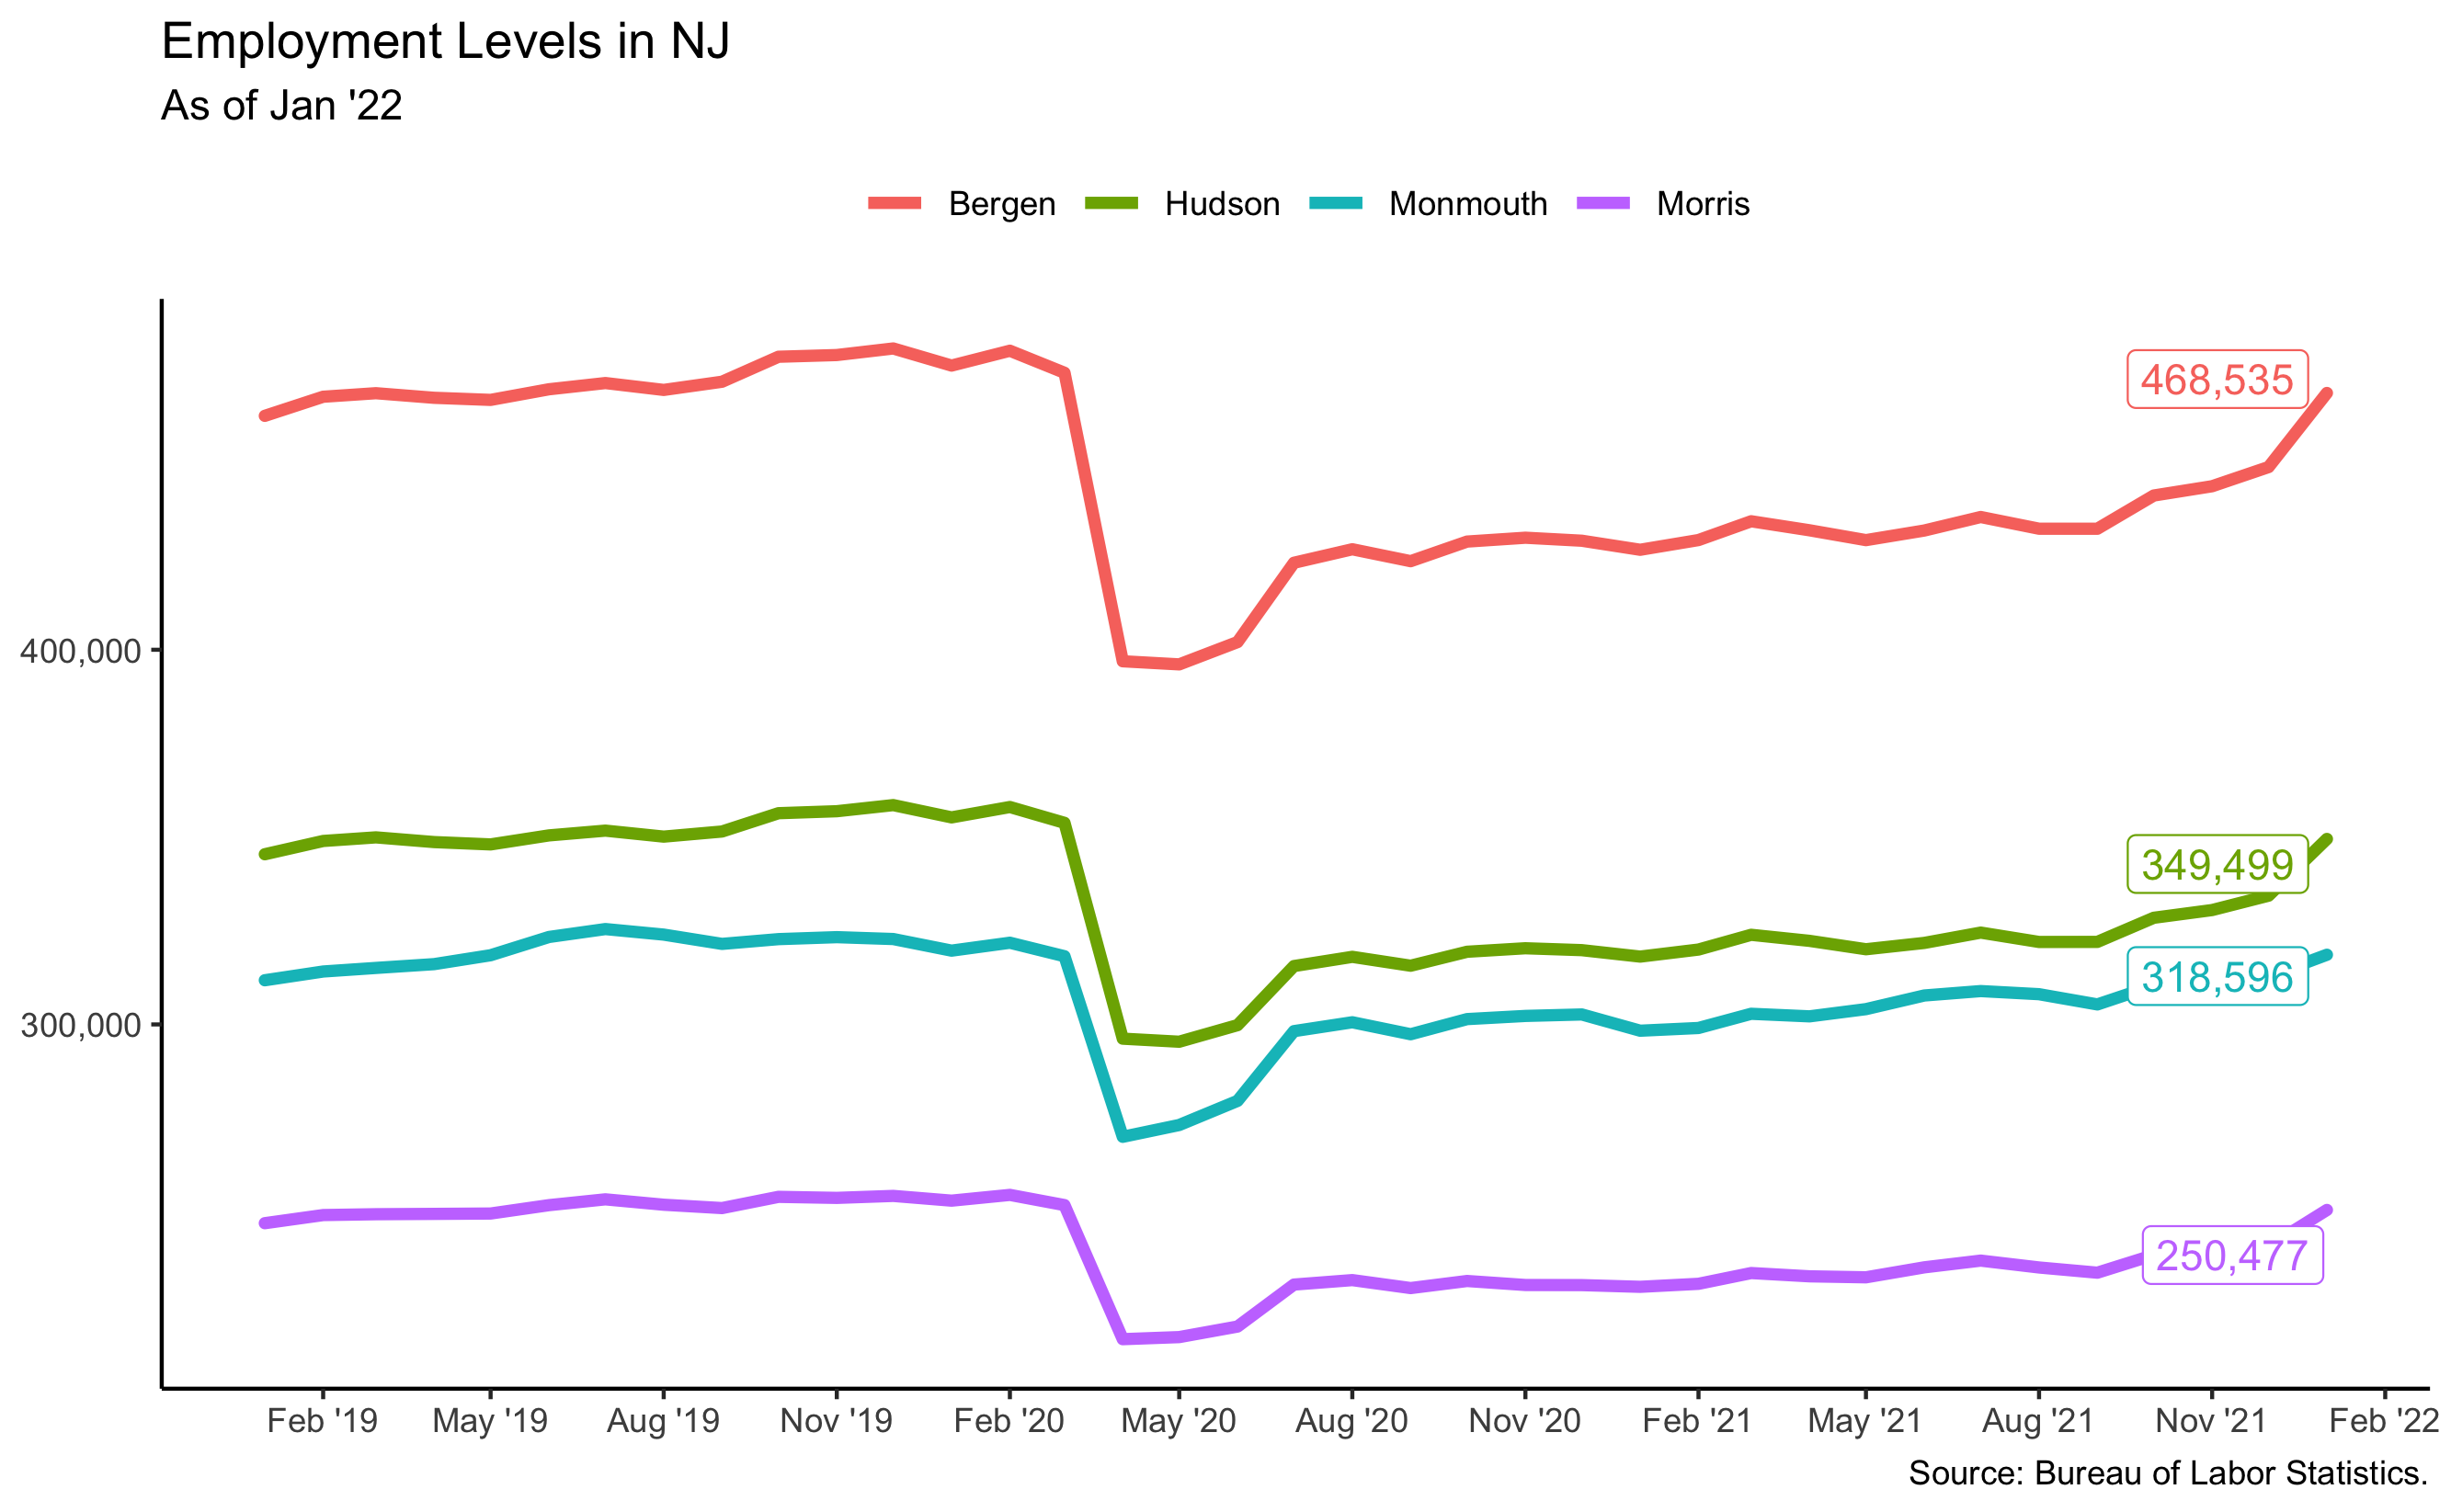 Employment Levels in NJ
As of Jan '22
Bergen Hudson Monmouth Morris
468,535
400,000
349,499
318,596
300,000
250,477
Feb '19 May '19 Aug '19 Nov '19 Feb '20 May '20 Aug '20 Nov '20 Feb '21 May '21 Aug '21 Nov '21 Feb '22
Source: Bureau of Labor Statistics.